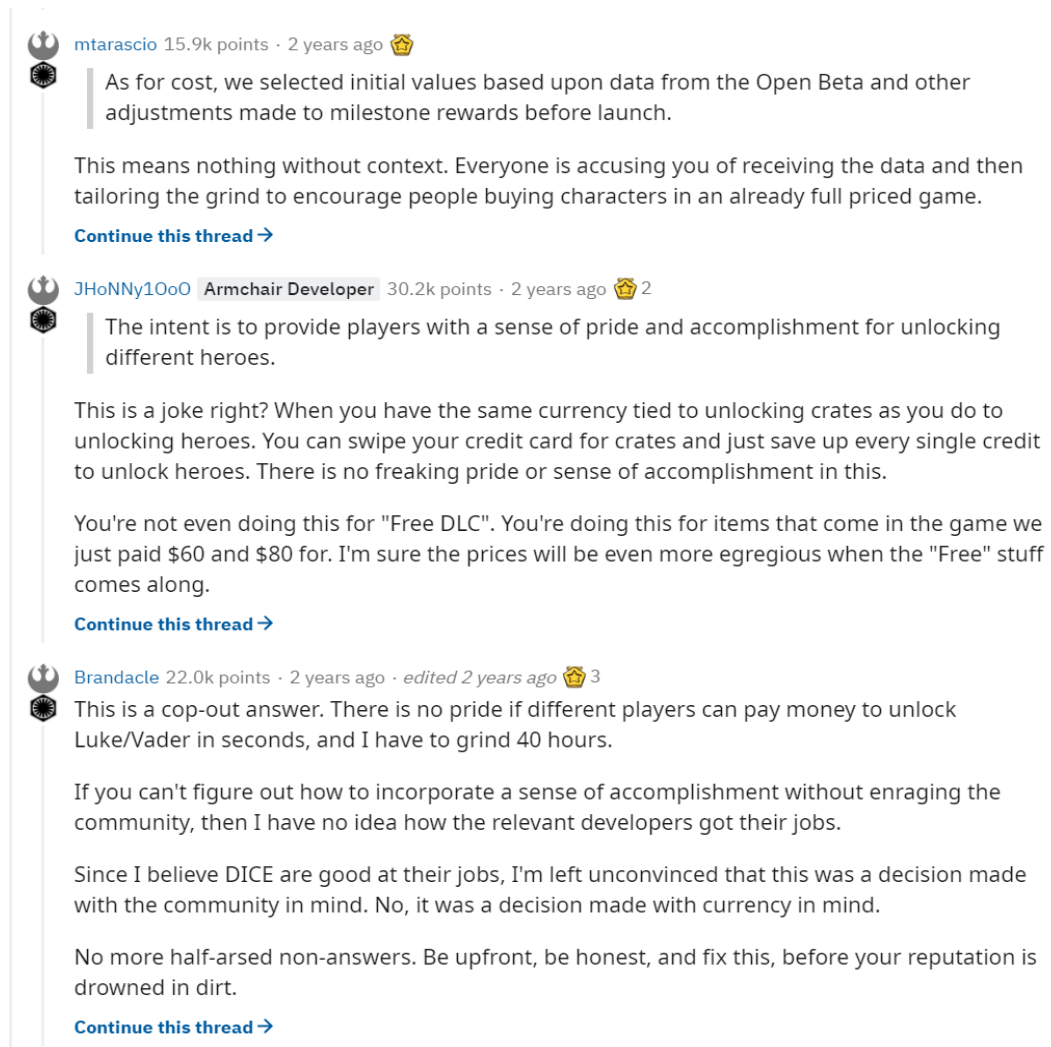 mtarascio 15.9k points · 2 years ago
As for cost, we selected initial values based upon data from the Open Beta and other
adjustments made to milestone rewards before launch.
This means nothing without context. Everyone is accusing you of receiving the data and then
tailoring the grind to encourage people buying characters in an already full priced game.
Continue this thread →
JHoNNy1OoO Armchair Developer 30.2k points · 2 years ago 2
The intent is to provide players with a sense of pride and accomplishment for unlocking
different heroes.
This is a joke right? When you have the same currency tied to unlocking crates as you do to
unlocking heroes. You can swipe your credit card for crates and just save up every single credit
to unlock heroes. There is no freaking pride or sense of accomplishment in this.
You're not even doing this for "Free DLC". You're doing this for items that come in the game we
just paid $60 and $80 for. I'm sure the prices will be even more egregious when the "Free" stuff
comes along.
Continue this thread →
Brandacle 22.0k points · 2 years ago · edited 2 years ago 3
This is a cop-out answer. There is no pride if different players can pay money to unlock
Luke/Vader in seconds, and I have to grind 40 hours.
If you can't figure out how to incorporate a sense of accomplishment without enraging the
community, then I have no idea how the relevant developers got their jobs.
Since I believe DICE are good at their jobs, I'm left unconvinced that this was a decision made
with the community in mind. No, it was a decision made with currency in mind.
No more half-arsed non-answers. Be upfront, be honest, and fix this, before your reputation is
drowned in dirt.
Continue this thread →